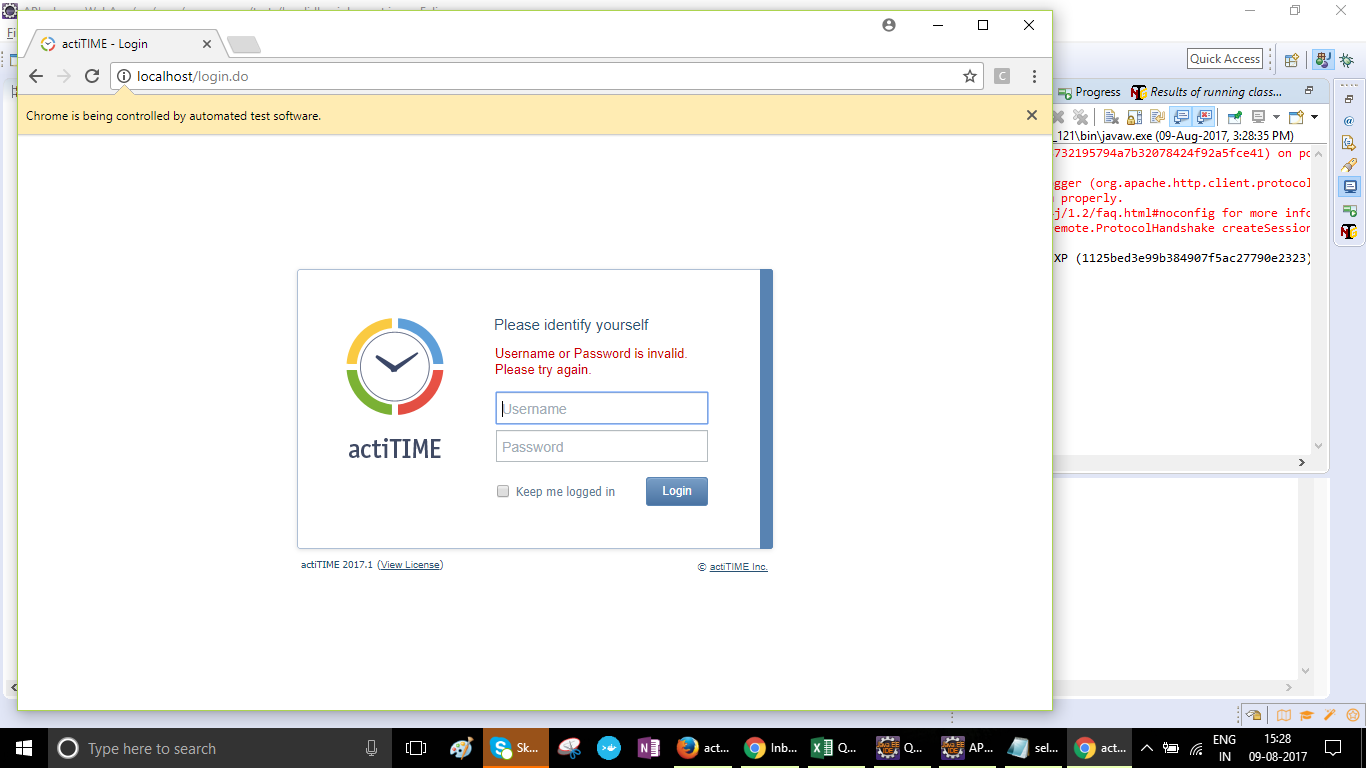 actiTIME - Login
localhost/login.do
C
Chrome is being controlled by automated test software.
Quick Access
Progress
Results of running class...
_121\bin\javaw.exe (09-Aug-2017, 3:28:35 PM)
732195794a7b32078424f92a5fce41) on po
gger (org.apache.http.client.protocol
properly.
j/1.2/faq.html#noconfig for more info
emote.ProtocolHandshake createSession
XP (1125bed3e99b384907f5ac27790e2323)
Please identify yourself
Username or Password is invalid.
Please try again.
Username
Password
Keep me logged in
Login
actiTIME
actiTIME 2017.1 (View License)
© actiTIME Inc.
Type here to search
Sk...
act...
Inb...
Q...
Q...
AP...
sel...
act...
ENG
IN
15:28
09-08-2017